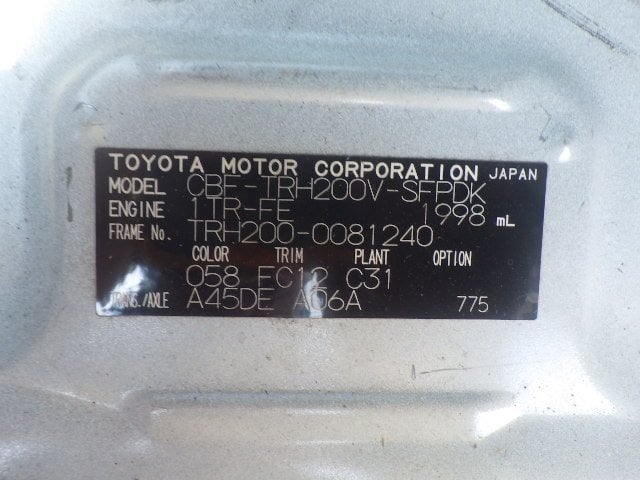 TOYOTA MOTOR CORPORATION JAPAN
MODEL CBF-TRH200V-SFPDK
ENGINE 1TR-FE 1998 mL
FRAME No. TRH200-0081240
COLOR TRIM PLANT OPTION
058 FC12 C31
TRANS./AXLE A45DE A06A 775